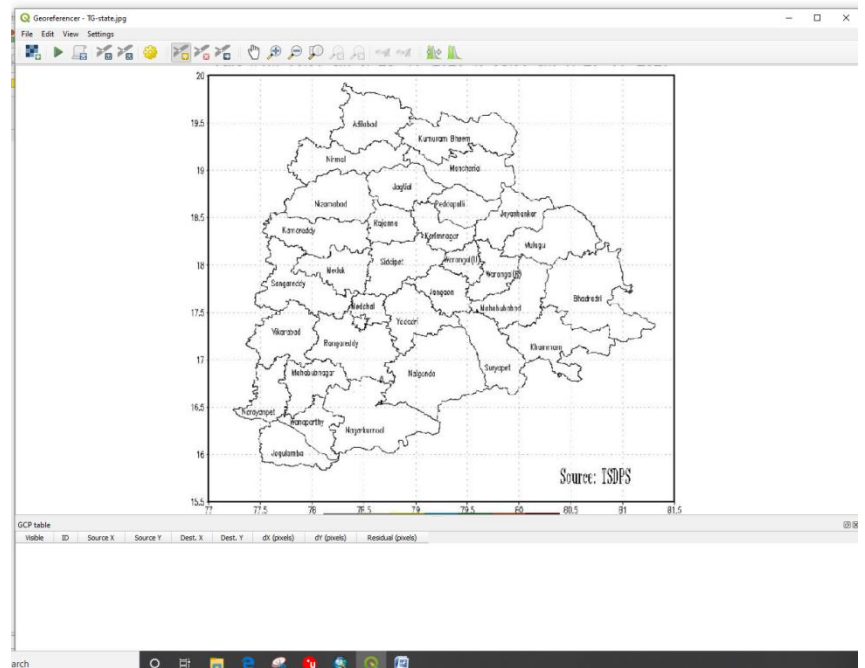 Georeferencer - TG-state.jpg
File Edit View Settings
20
Adilabad
19.5
Kumuram Bheem
Nirmal
19
Mancherial
Jagtial
Nizamabad
Peddapalli
18.5
Jayashankar
Kamareddy
Rajanna
Karimnagar
Mulugu
18
Medak
Siddipet
Warangal(U)
Warangal(R)
Sangareddy
Jangaon
Bhadradri
17.5
Medchal
Mahabubabad
Yadadri
Vikarabad
Rangareddy
Khammam
17
Mahabubnagar
Nalgonda
Suryapet
16.5
Narayanpet
Wanaparthy
Nagarkurnool
16
Jogulamba
Source: TSDPS
15.5
77 77.5 78 78.5 79 79.5 80 80.5 81 81.5
GCP table
Visible ID Source X Source Y Dest. X Dest. Y dX (pixels) dY (pixels) Residual (pixels)
arch